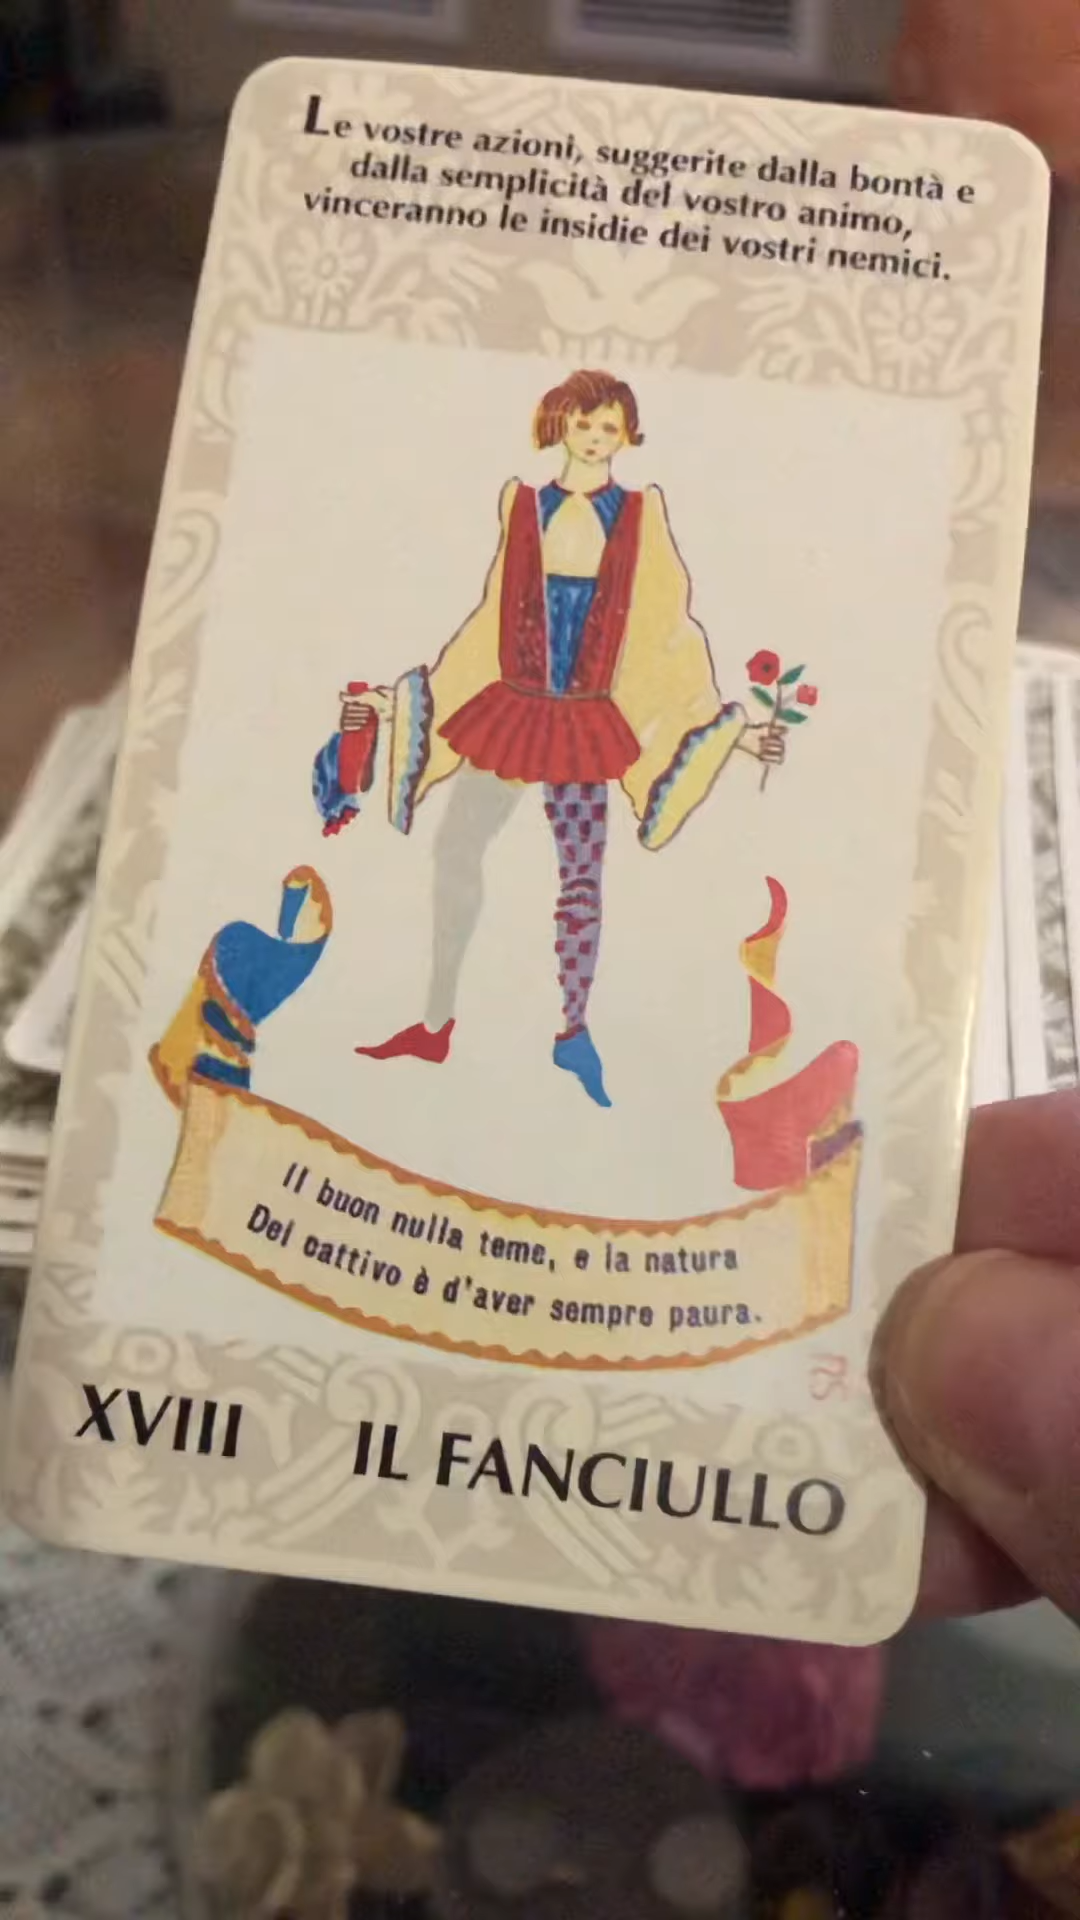 Le vostre azioni, suggerite dalla bontà e
dalla semplicità del vostro animo,
vinceranno le insidie dei vostri nemici.
Il buon nulla teme, e la natura
Del cattivo è d'aver sempre paura.
XVIII IL FANCIULLO